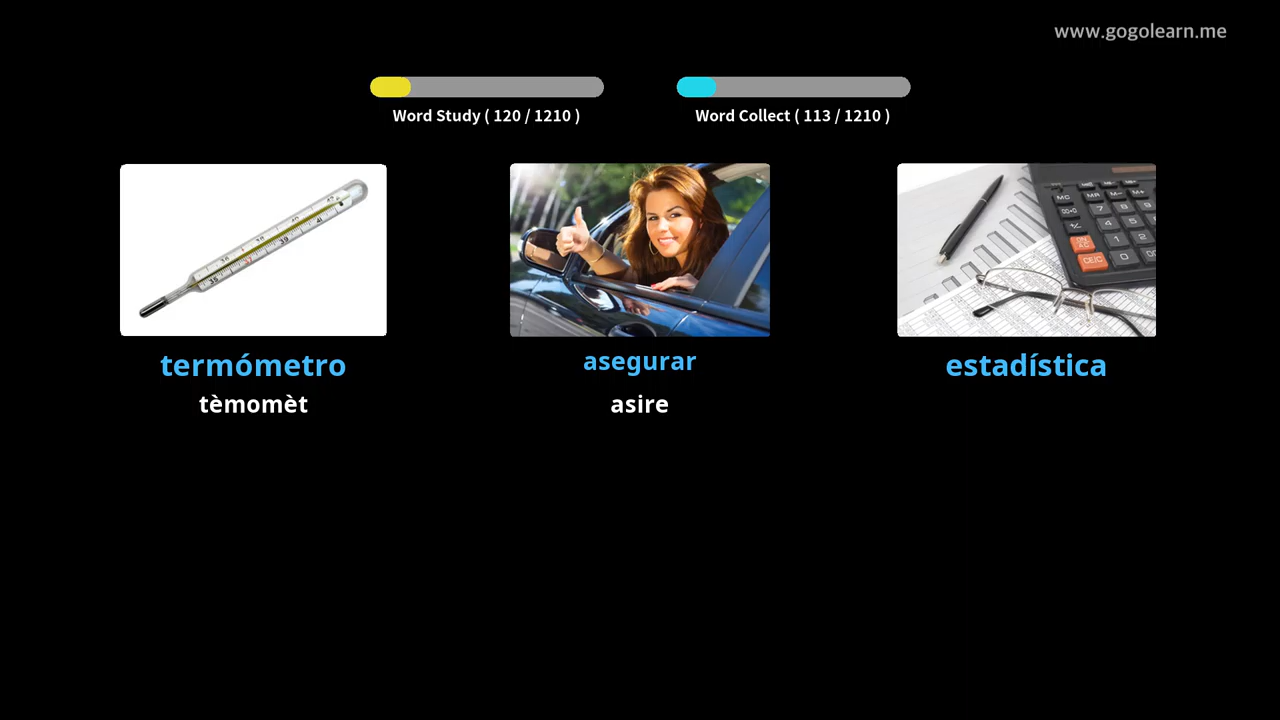 www.gogolearn.me
Word Study ( 120 / 1210 )
Word Collect ( 113 / 1210 )
termómetro
asegurar
estadística
tèmomèt
asire